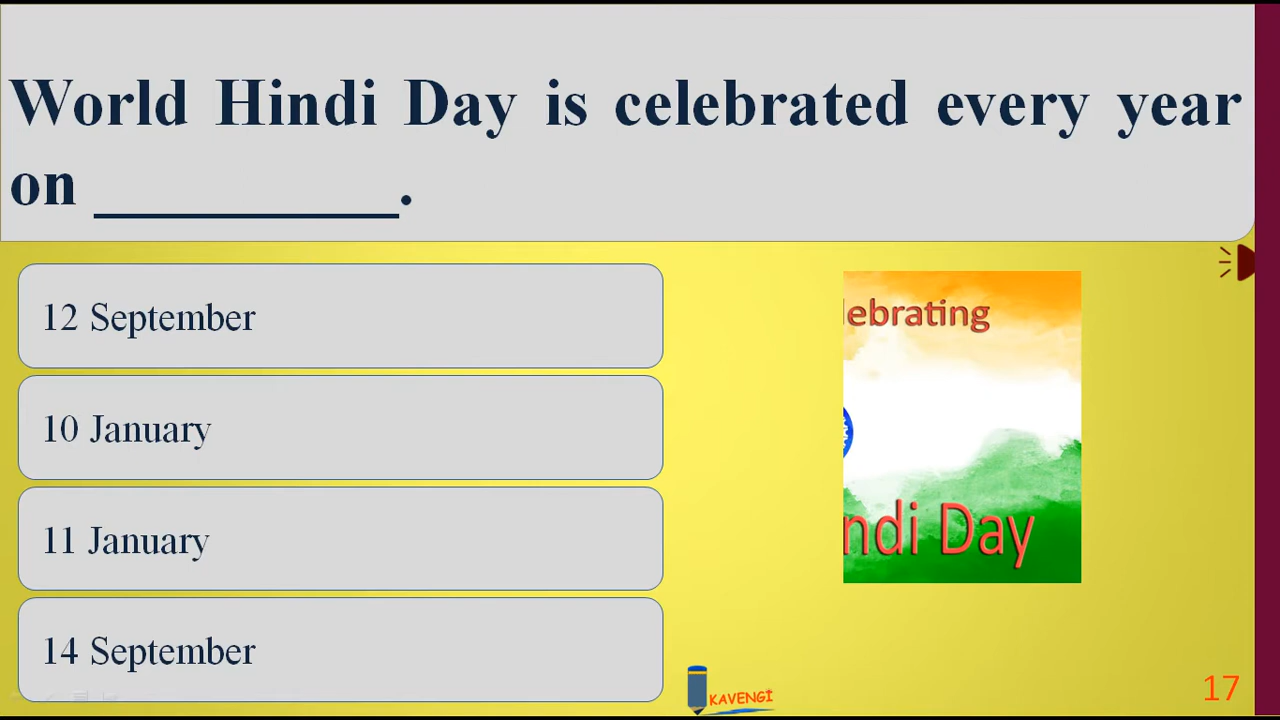 World Hindi Day is celebrated every year
on __________.
12 September
10 January
11 January
14 September
lebrating
ndi Day
KAVENGI
17